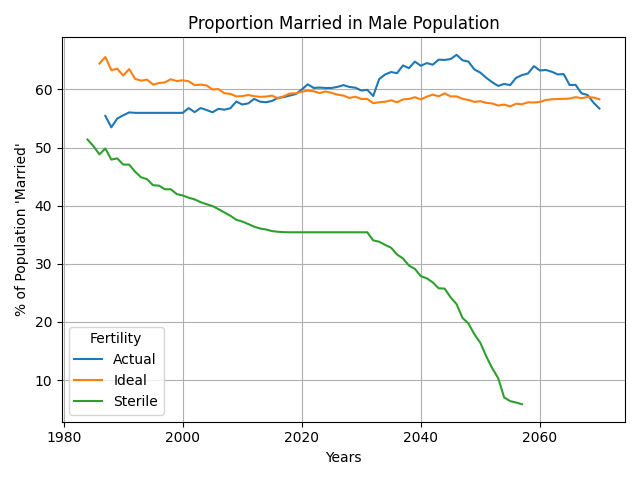 Proportion Married in Male Population
% of Population 'Married'
60
50
40
30
20
10
Fertility
Actual
Ideal
Sterile
1980
2000
2020
2040
2060
Years